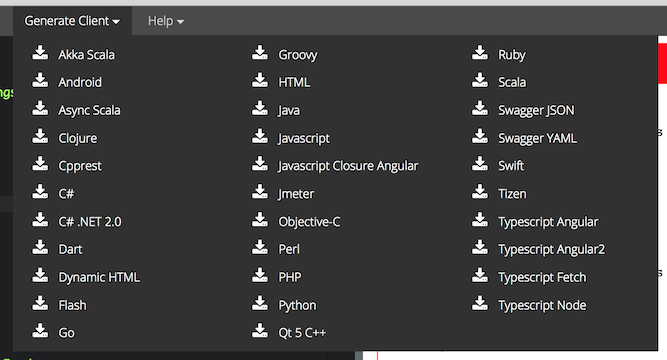 Generate Client
Help
Akka Scala
Android
Async Scala
Clojure
Cpprest
C#
C# .NET 2.0
Dart
Dynamic HTML
Flash
Go
Groovy
HTML
Java
Javascript
Javascript Closure Angular
Jmeter
Objective-C
Perl
PHP
Python
Qt 5 C++
Ruby
Scala
Swagger JSON
Swagger YAML
Swift
Tizen
Typescript Angular
Typescript Angular2
Typescript Fetch
Typescript Node